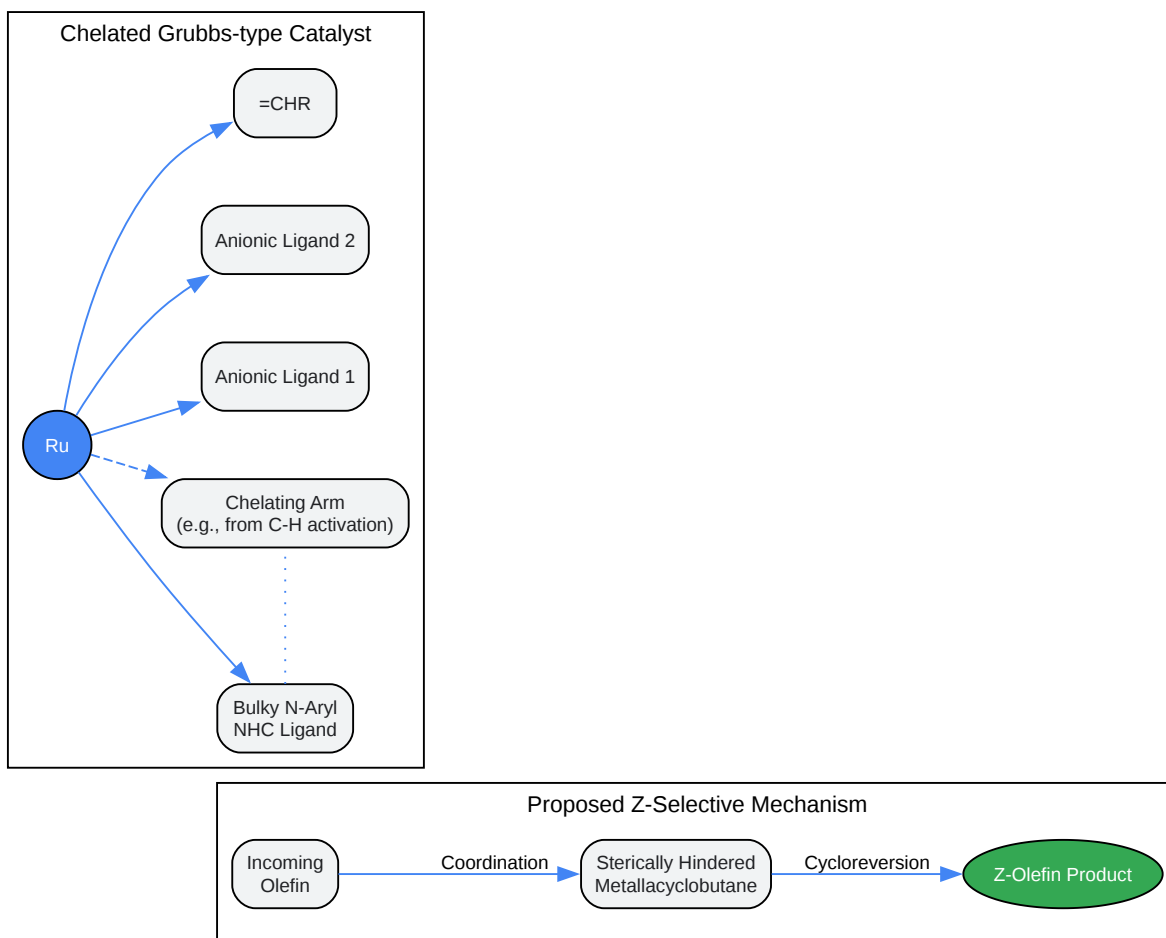 Chelated Grubbs-type Catalyst
=CHR
Anionic Ligand 2
Anionic Ligand 1
Ru
Chelating Arm
(e.g., from C-H activation)
Bulky N-Aryl
NHC Ligand
Proposed Z-Selective Mechanism
Incoming
Olefin
Coordination
Sterically Hindered
Metallacyclobutane
Cycloreversion
Z-Olefin Product